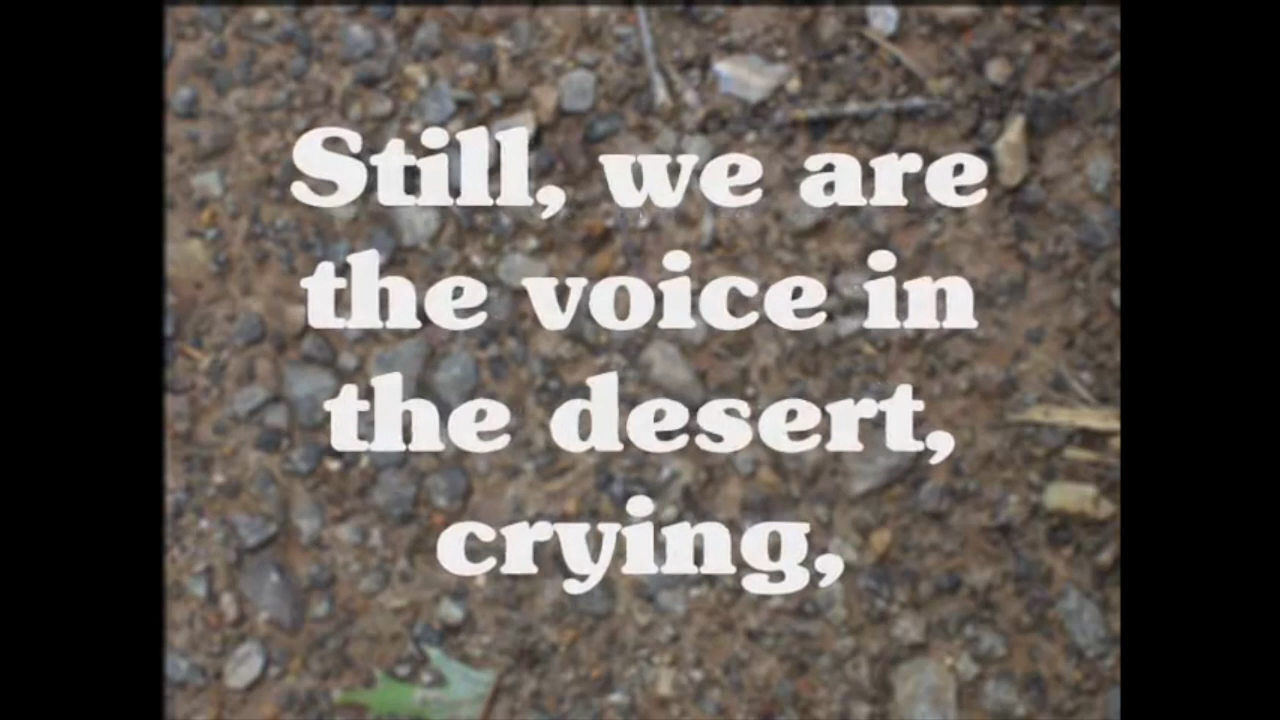 Still, we are
the voice in
the desert,
crying,